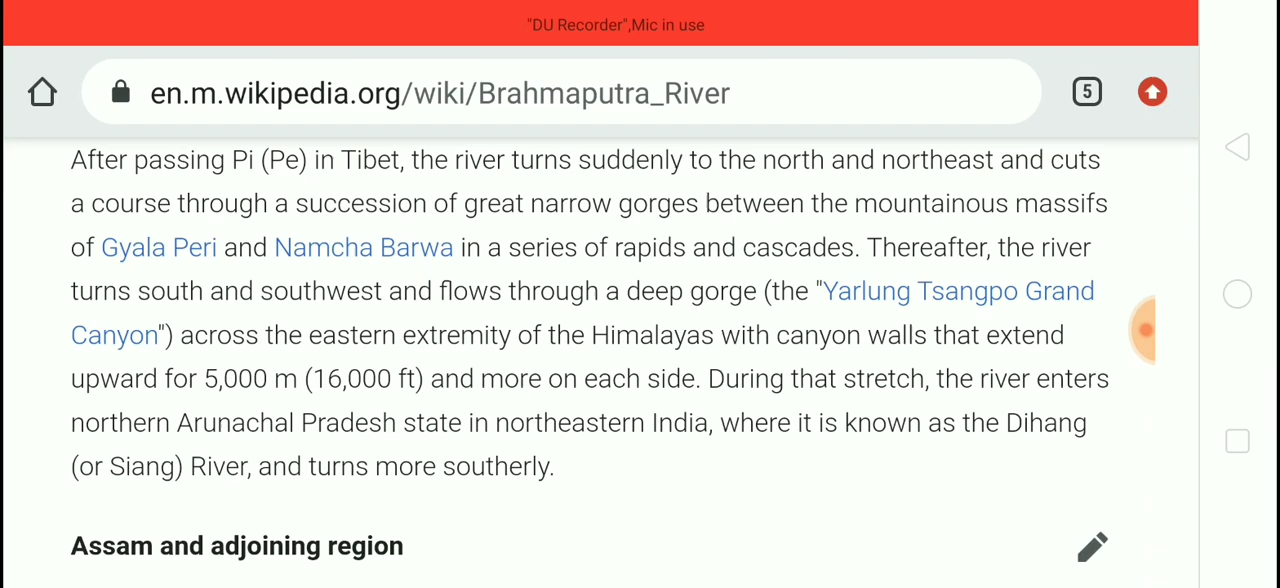 "DU Recorder",Mic in use
en.m.wikipedia.org/wiki/Brahmaputra_River
5
After passing Pi (Pe) in Tibet, the river turns suddenly to the north and northeast and cuts
a course through a succession of great narrow gorges between the mountainous massifs
of Gyala Peri and Namcha Barwa in a series of rapids and cascades. Thereafter, the river
turns south and southwest and flows through a deep gorge (the "Yarlung Tsangpo Grand
Canyon") across the eastern extremity of the Himalayas with canyon walls that extend
upward for 5,000 m (16,000 ft) and more on each side. During that stretch, the river enters
northern Arunachal Pradesh state in northeastern India, where it is known as the Dihang
(or Siang) River, and turns more southerly.
Assam and adjoining region